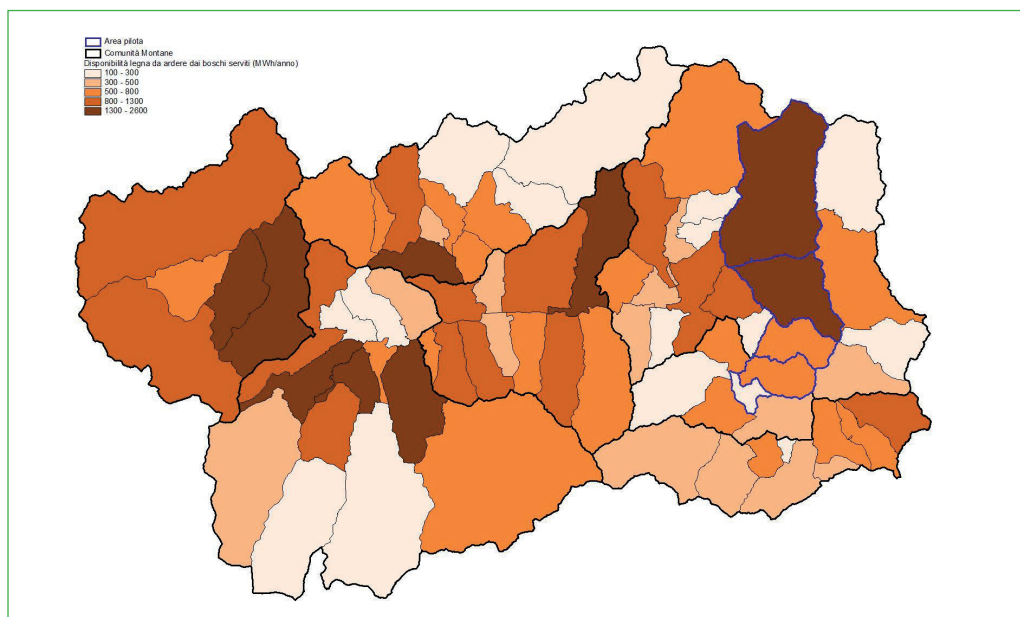 Area pilota
Comunità Montane
Disponibilità legna da ardere dai boschi serviti (MWh/anno)
100 - 300
300 - 500
500 - 800
800 - 1300
1300 - 2600